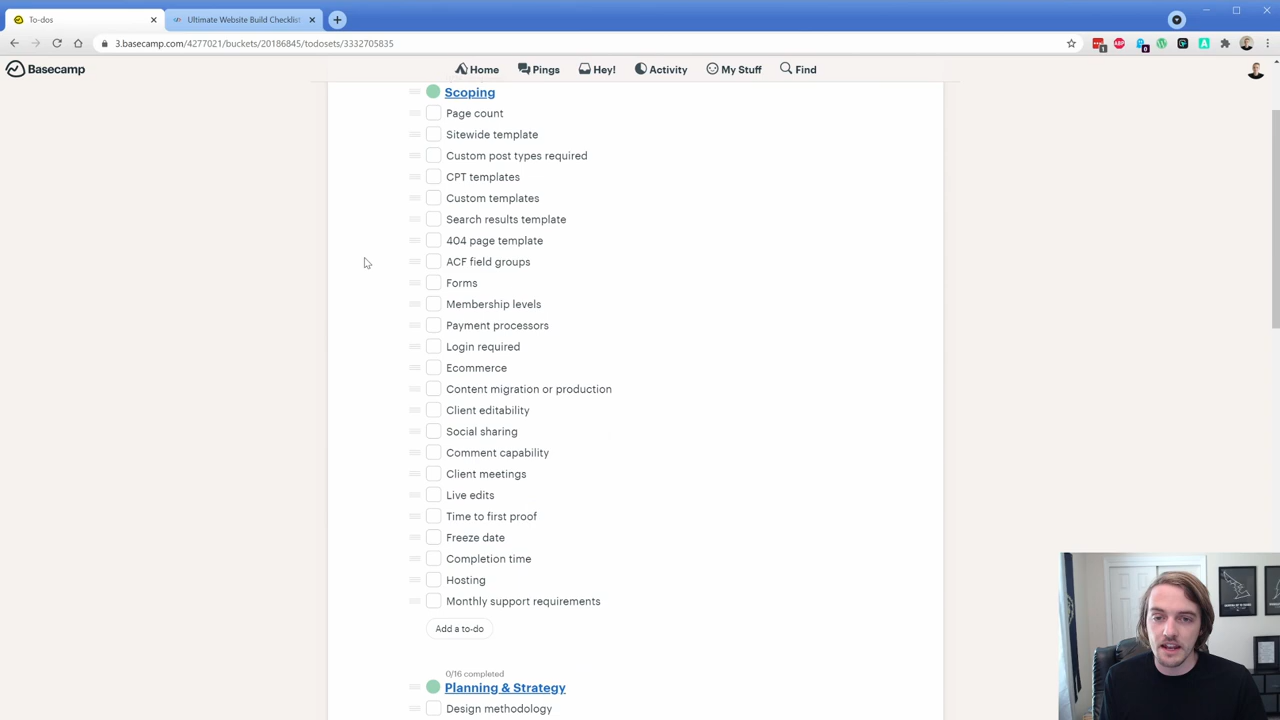 To-dos
Ultimate Website Build Checklist
3.basecamp.com/4277021/buckets/20186845/todosets/3332705835
Basecamp
Home
Pings
Hey!
Activity
My Stuff
Find
Scoping
Page count
Sitewide template
Custom post types required
CPT templates
Custom templates
Search results template
404 page template
ACF field groups
Forms
Membership levels
Payment processors
Login required
Ecommerce
Content migration or production
Client editability
Social sharing
Comment capability
Client meetings
Live edits
Time to first proof
Freeze date
Completion time
Hosting
Monthly support requirements
Add a to-do
0/16 completed
Planning & Strategy
Design methodology